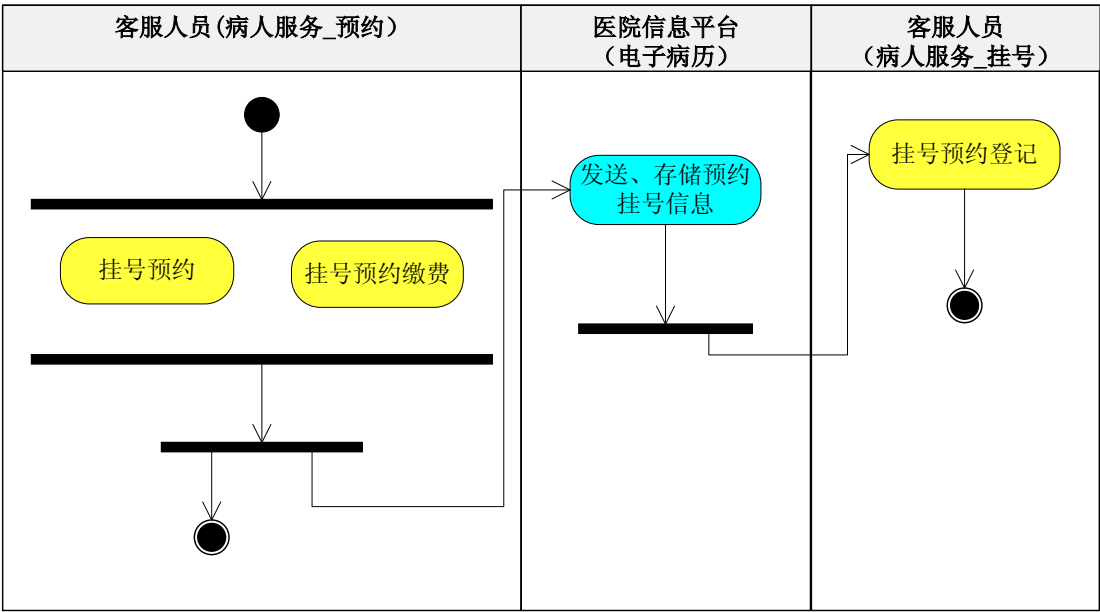 客服人员(病人服务_预约）
医院信息平台
（电子病历）
客服人员
（病人服务_挂号）
挂号预约
挂号预约缴费
发送、存储预约
挂号信息
挂号预约登记